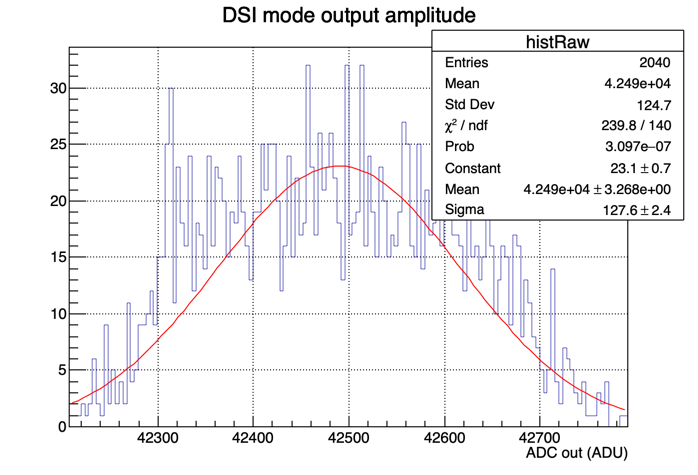 DSI mode output amplitude
histRaw
Entries 2040
Mean 4.249e+04
Std Dev 124.7
χ² / ndf 239.8 / 140
Prob 3.097e−07
Constant 23.1 ± 0.7
Mean 4.249e+04 ± 3.268e+00
Sigma 127.6 ± 2.4
30
25
20
15
10
5
0
42300 42400 42500 42600 42700
ADC out (ADU)